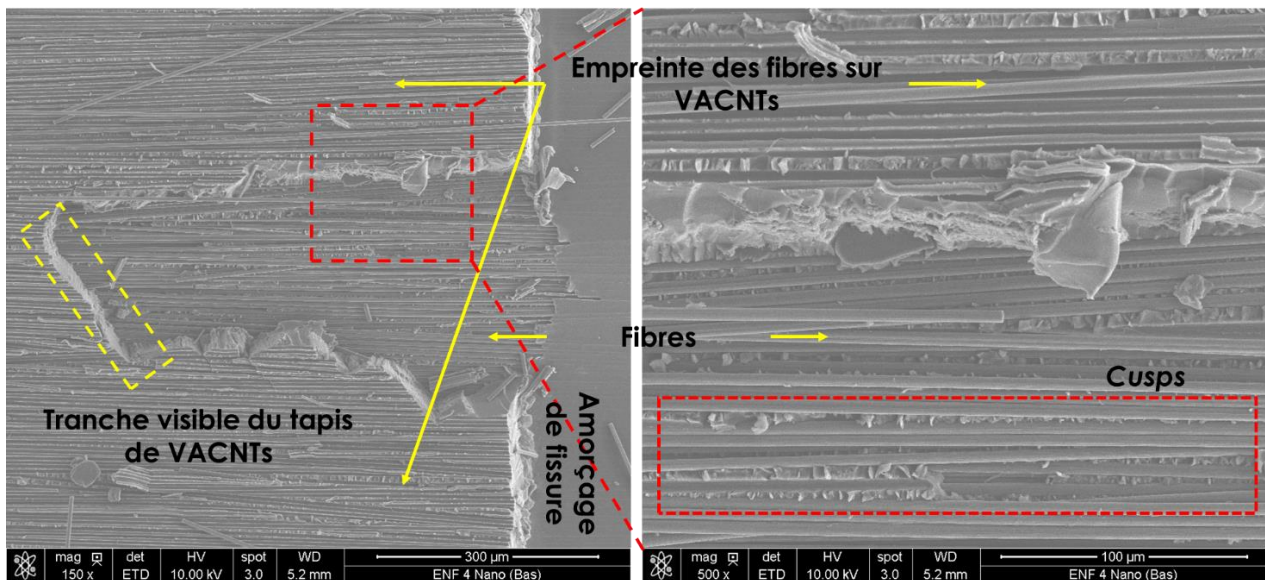 Empreinte des fibres sur
VACNTs
Fibres
Cusps
Tranche visible du tapis
de VACNTs
Amorçage
de fissure
mag det HV spot WD 300 µm
150 x ETD 10.00 kV 3.0 5.2 mm ENF 4 Nano (Bas)
mag det HV spot WD 100 µm
500 x ETD 10.00 kV 3.0 5.2 mm ENF 4 Nano (Bas)